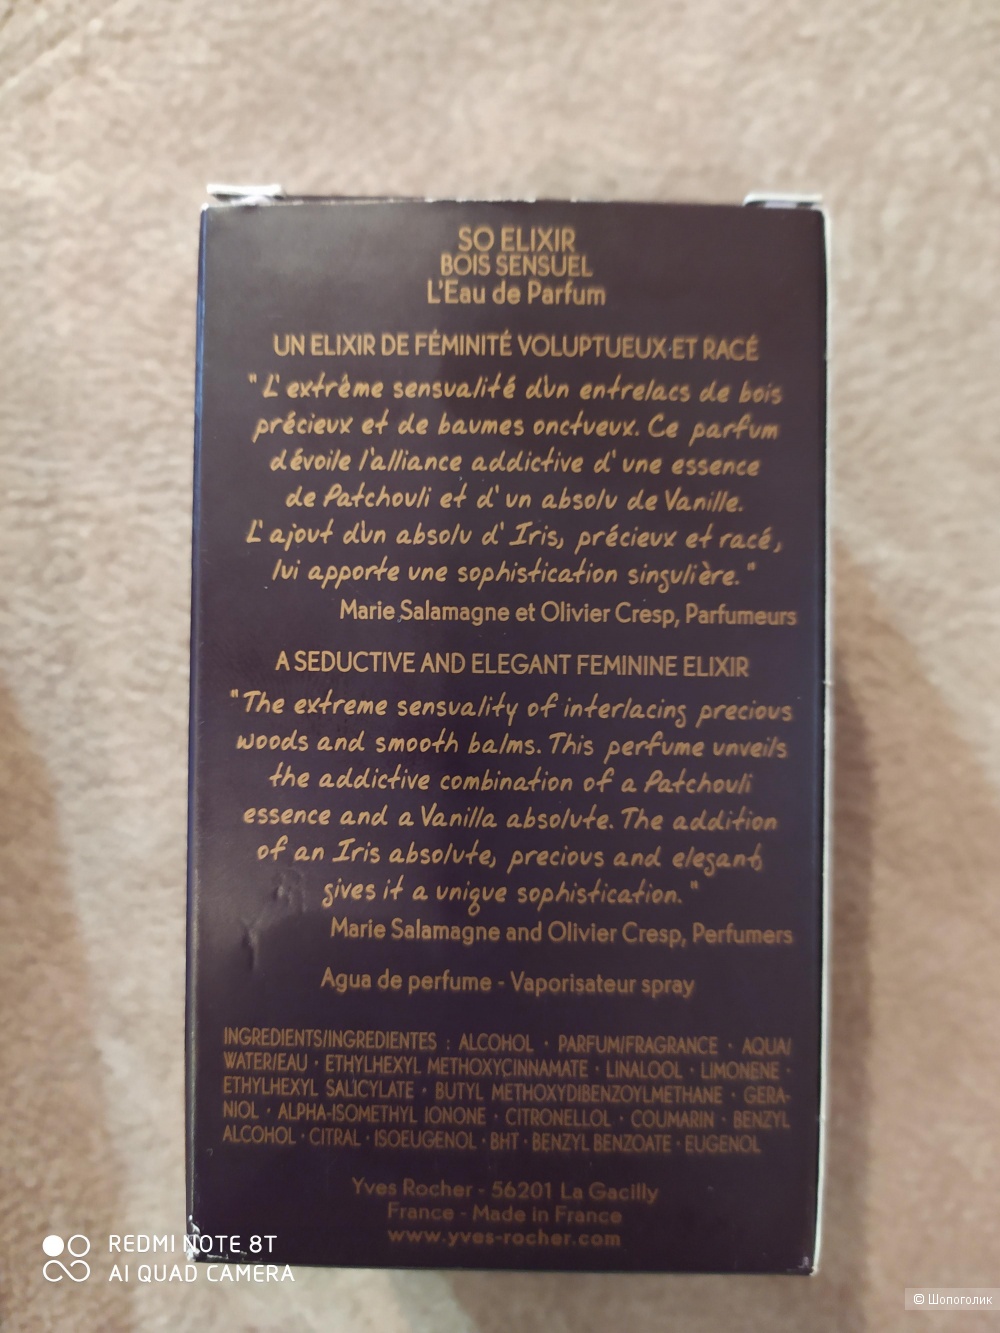 SO ELIXIR
BOIS SENSUEL
L'Eau de Parfum
UN ELIXIR DE FÉMINITÉ VOLUPTUEUX ET RACÉ
"L'extrême sensualité d'un entrelacs de bois
précieux et de baumes onctueux. Ce parfum
dévoile l'alliance addictive d'une essence
de Patchouli et d'un absolu de Vanille.
L'ajout d'un absolu d'Iris, précieux et racé,
lui apporte une sophistication singulière."
Marie Salamagne et Olivier Cresp, Parfumeurs
A SEDUCTIVE AND ELEGANT FEMININE ELIXIR
"The extreme sensuality of interlacing precious
woods and smooth balms. This perfume unveils
the addictive combination of a Patchouli
essence and a Vanilla absolute. The addition
of an Iris absolute, precious and elegant
gives it a unique sophistication."
Marie Salamagne and Olivier Cresp, Perfumers
Agua de perfume - Vaporisateur spray
INGREDIENTS/INGREDIENTES : ALCOHOL · PARFUM/FRAGRANCE · AQUA/
WATER/EAU · ETHYLHEXYL METHOXYCINNAMATE · LINALOOL · LIMONENE ·
ETHYLHEXYL SALICYLATE · BUTYL METHOXYDIBENZOYLMETHANE · GERA-
NIOL · ALPHA-ISOMETHYL IONONE · CITRONELLOL · COUMARIN · BENZYL
ALCOHOL · CITRAL · ISOEUGENOL · BHT · BENZYL BENZOATE · EUGENOL
Yves Rocher - 56201 La Gacilly
France - Made in France
www.yves-rocher.com
REDMI NOTE 8T
AI QUAD CAMERA
© Шопоголик